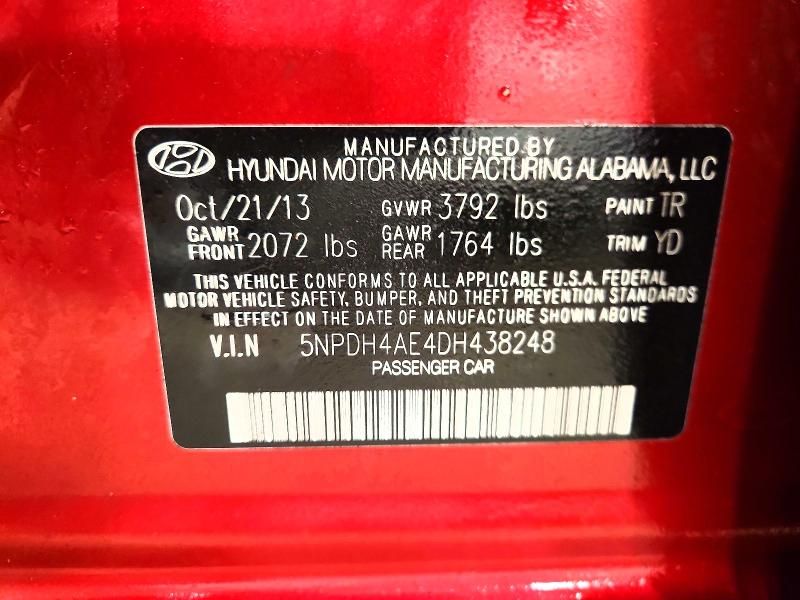 MANUFACTURED BY
HYUNDAI MOTOR MANUFACTURING ALABAMA, LLC
Oct/21/13 GVWR 3792 lbs PAINT TR
GAWR FRONT 2072 lbs GAWR REAR 1764 lbs TRIM YD
THIS VEHICLE CONFORMS TO ALL APPLICABLE U.S.A. FEDERAL
MOTOR VEHICLE SAFETY, BUMPER, AND THEFT PREVENTION STANDARDS
IN EFFECT ON THE DATE OF MANUFACTURE SHOWN ABOVE
V.I.N 5NPDH4AE4DH438248
PASSENGER CAR